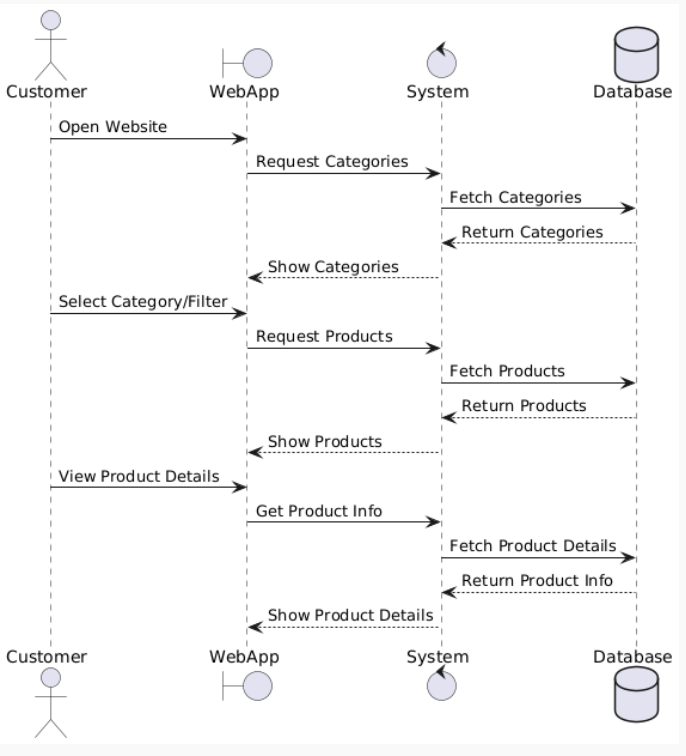 Customer
WebApp
System
Database
Open Website
Request Categories
Fetch Categories
Return Categories
Show Categories
Select Category/Filter
Request Products
Fetch Products
Return Products
Show Products
View Product Details
Get Product Info
Fetch Product Details
Return Product Info
Show Product Details
Customer
WebApp
System
Database